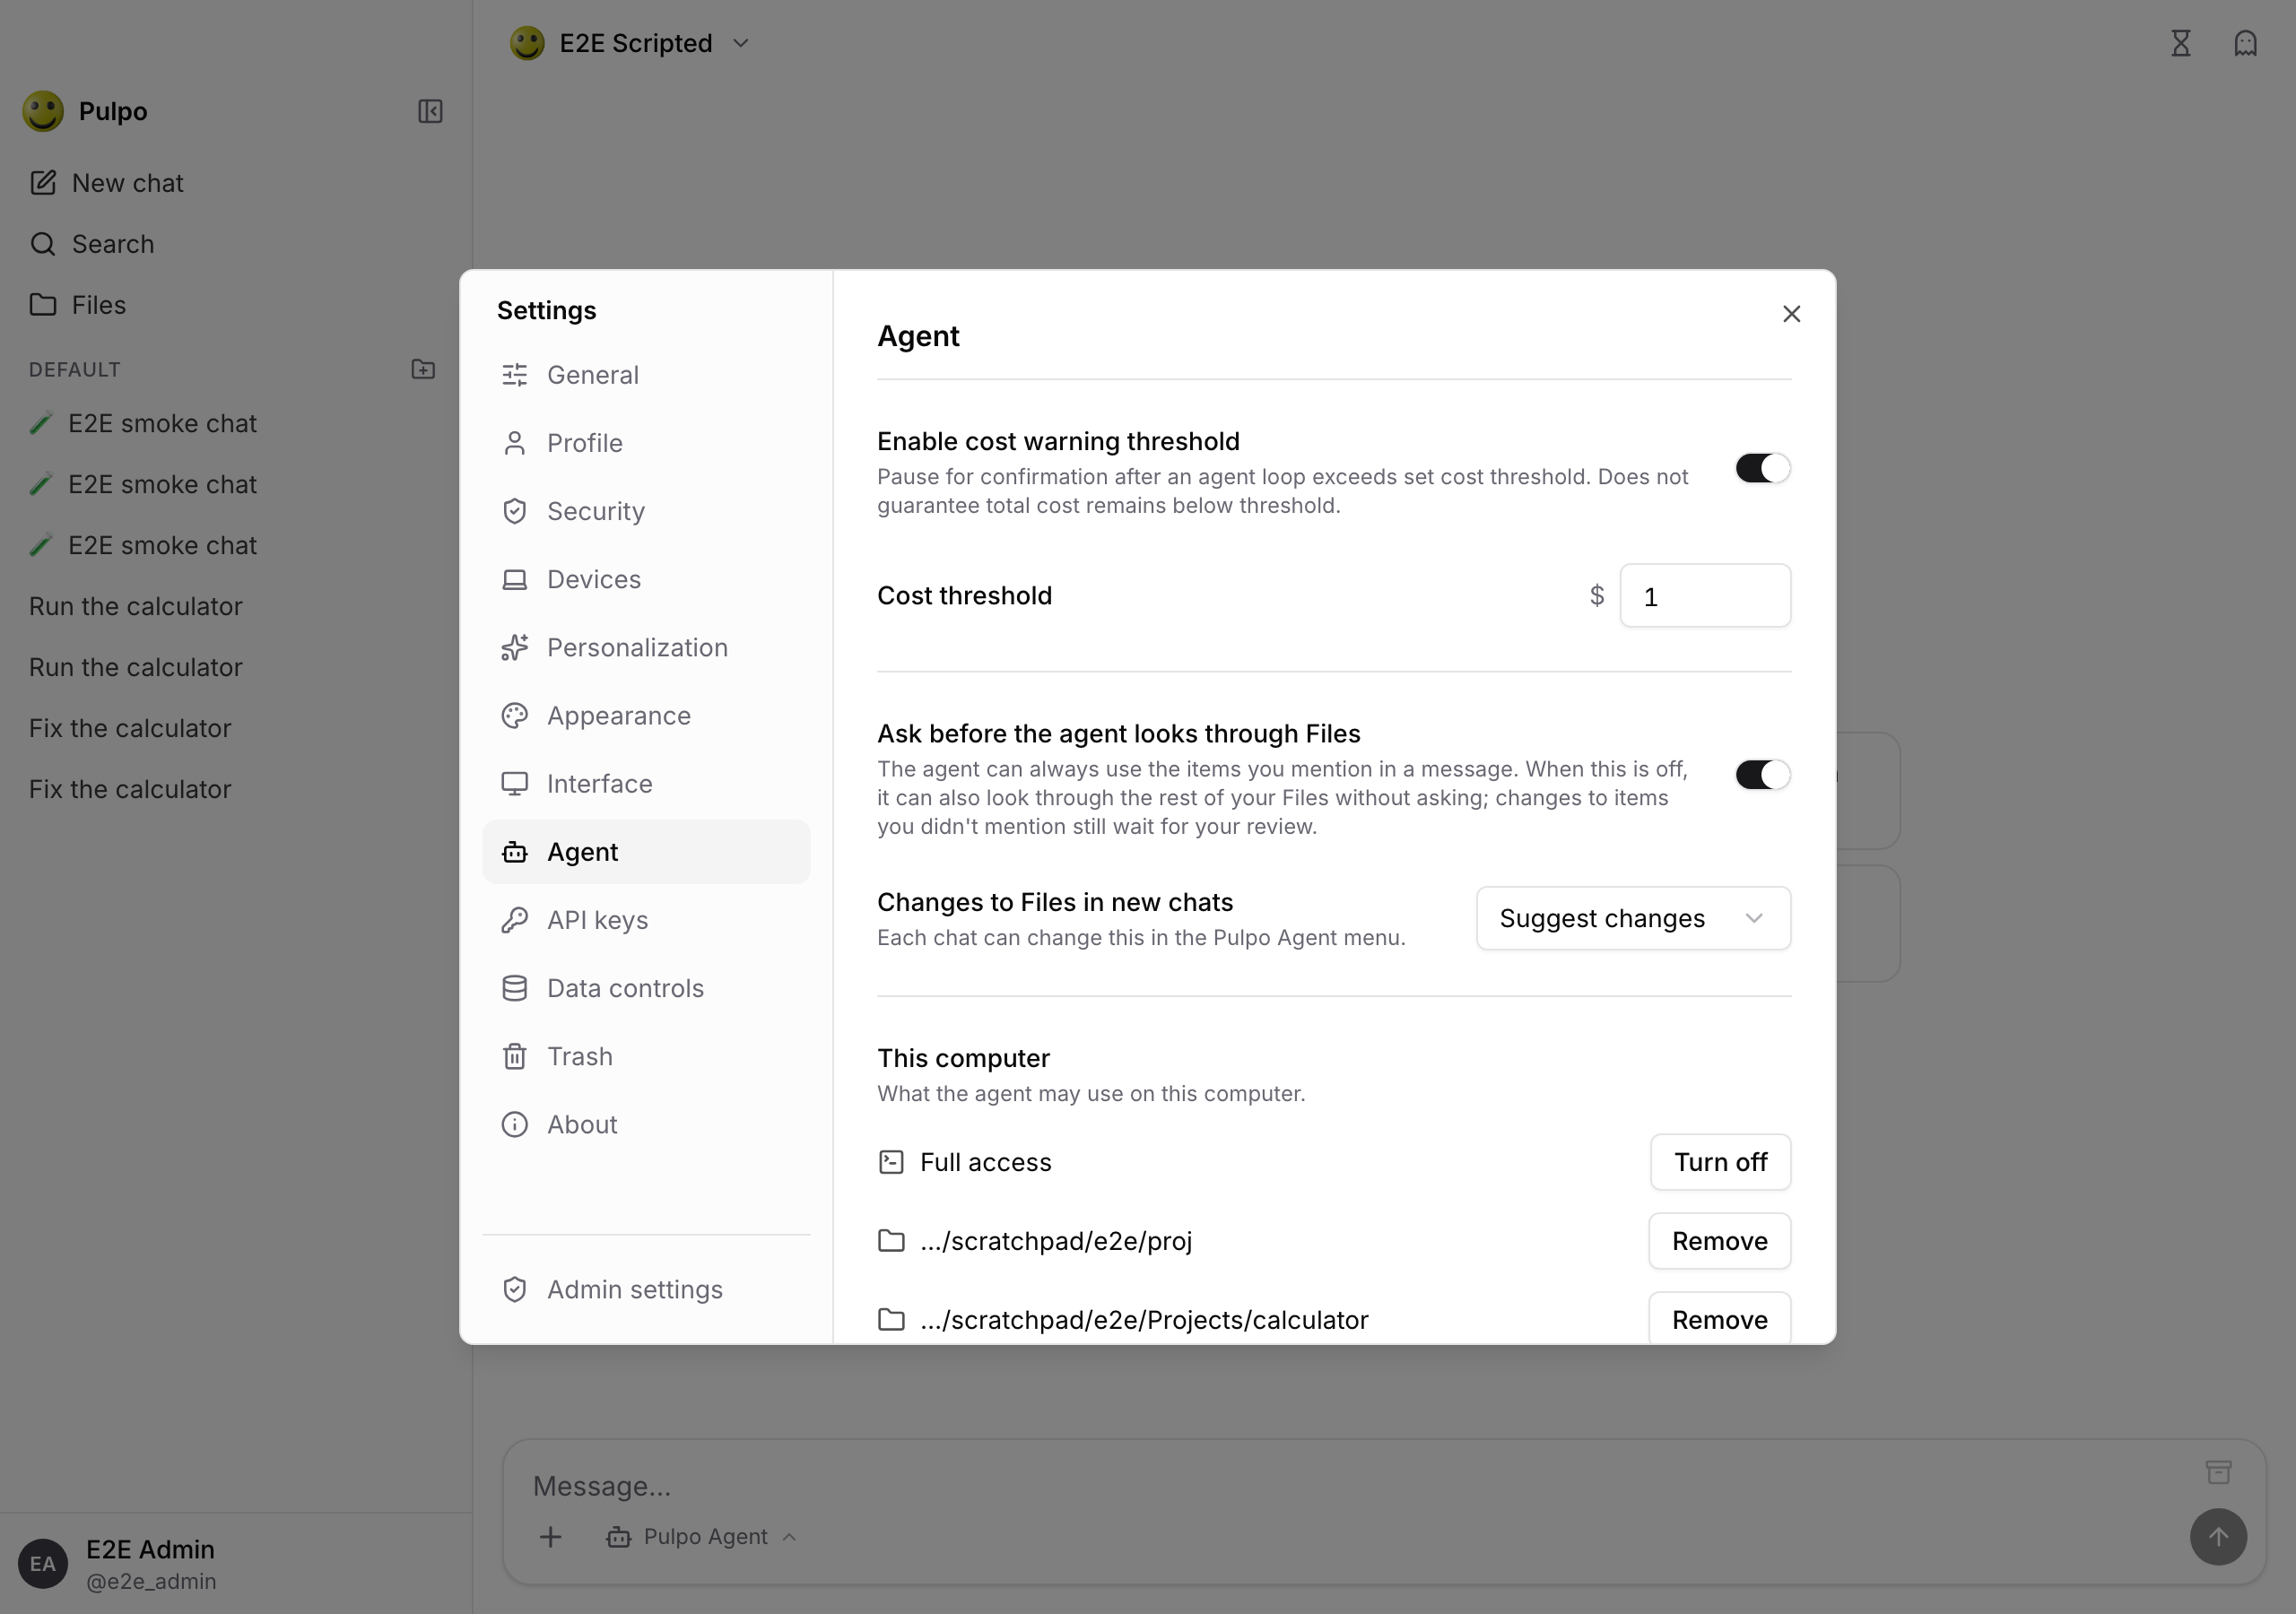 E2E Scripted
Pulpo
New chat
Search
Files
DEFAULT
E2E smoke chat
E2E smoke chat
E2E smoke chat
Run the calculator
Run the calculator
Fix the calculator
Fix the calculator
EA
E2E Admin
@e2e_admin
Settings
General
Profile
Security
Devices
Personalization
Appearance
Interface
Agent
API keys
Data controls
Trash
About
Admin settings
Agent
Enable cost warning threshold
Pause for confirmation after an agent loop exceeds set cost threshold. Does not
guarantee total cost remains below threshold.
Cost threshold
$ 1
Ask before the agent looks through Files
The agent can always use the items you mention in a message. When this is off,
it can also look through the rest of your Files without asking; changes to items
you didn't mention still wait for your review.
Changes to Files in new chats
Suggest changes
Each chat can change this in the Pulpo Agent menu.
This computer
What the agent may use on this computer.
Full access
Turn off
.../scratchpad/e2e/proj
Remove
.../scratchpad/e2e/Projects/calculator
Remove
Message...
Pulpo Agent